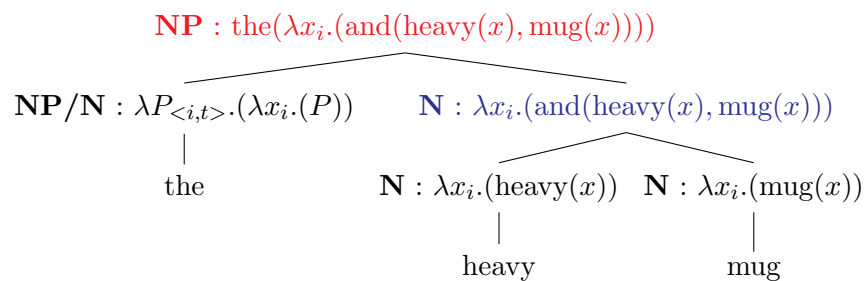 NP : the(λx_i.(and(heavy(x), mug(x))))
NP/N : λP_{<i,t>}.(λx_i.(P)) N : λx_i.(and(heavy(x), mug(x)))
the N : λx_i.(heavy(x)) N : λx_i.(mug(x))
heavy mug